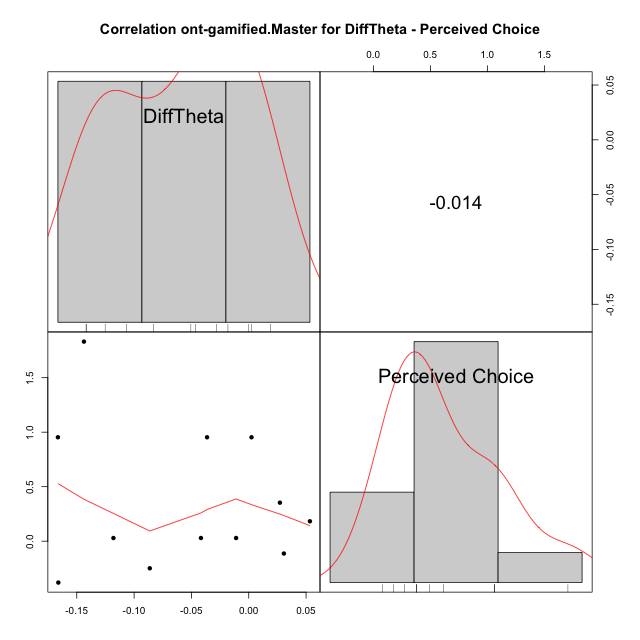 Correlation ont-gamified.Master for DiffTheta - Perceived Choice
0.0 0.5 1.0 1.5
DiffTheta
-0.014
0.05
0.00
-0.05
-0.10
-0.15
Perceived Choice
1.5
1.0
0.5
0.0
-0.15 -0.10 -0.05 0.00 0.05